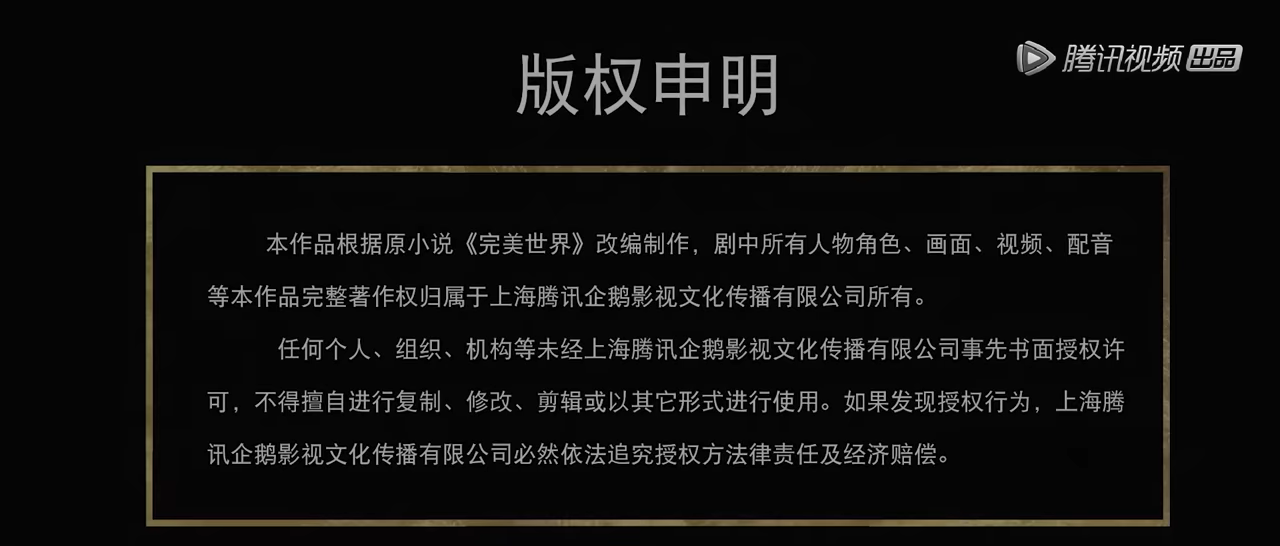 腾讯视频 出品
版权申明
本作品根据原小说《完美世界》改编制作，剧中所有人物角色、画面、视频、配音
等本作品完整著作权归属于上海腾讯企鹅影视文化传播有限公司所有。
任何个人、组织、机构等未经上海腾讯企鹅影视文化传播有限公司事先书面授权许
可，不得擅自进行复制、修改、剪辑或以其它形式进行使用。如果发现授权行为，上海腾
讯企鹅影视文化传播有限公司必然依法追究授权方法律责任及经济赔偿。